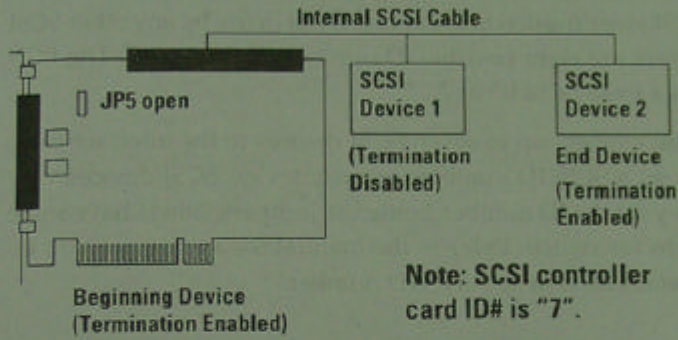 Internal SCSI Cable
JP5 open
SCSI
Device 1
(Termination
Disabled)
SCSI
Device 2
End Device
(Termination
Enabled)
Beginning Device
(Termination Enabled)
Note: SCSI controller
card ID# is "7".